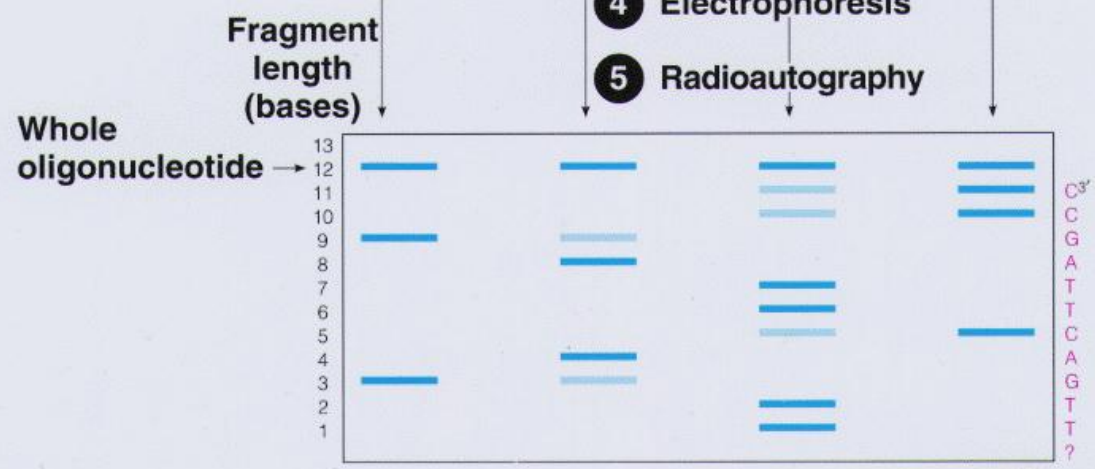 4 Electrophoresis
Fragment
length
(bases)
5 Radioautography
Whole
oligonucleotide →
13
12
11 C3′
10 C
9 G
8 A
7 T
6 T
5 C
4 A
3 G
2 T
1 T
?